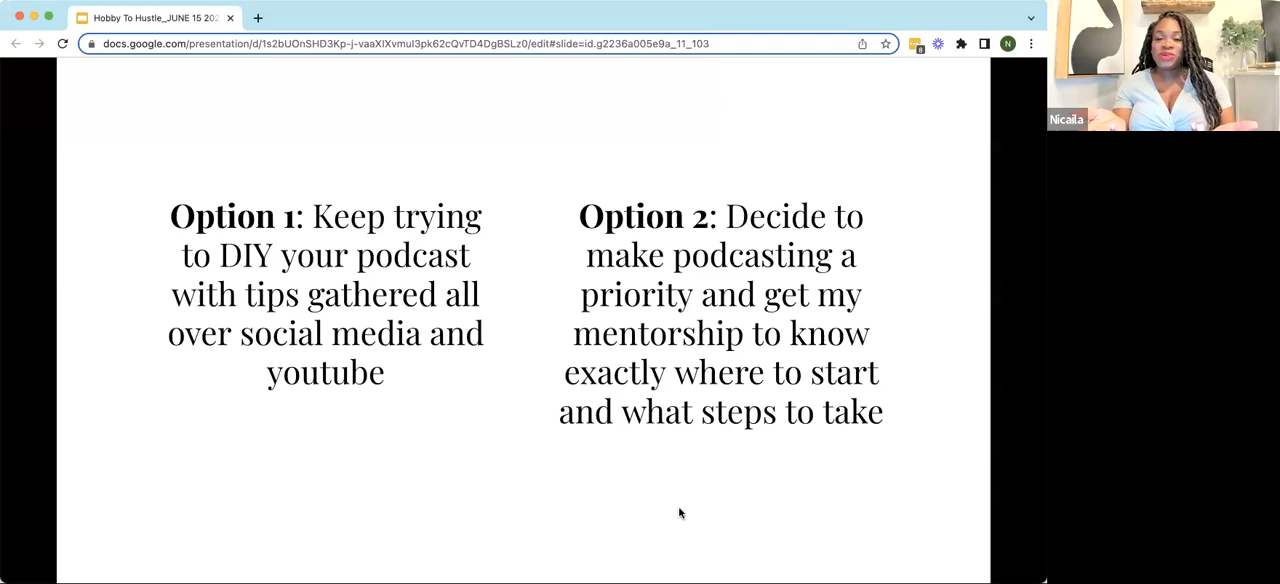 Hobby To Hustle_JUNE 15 202
docs.google.com/presentation/d/1s2bUOnSHD3Kp-j-vaaXIXvmuI3pk62cQvTD4DgBSLz0/edit#slide=id.g2236a005e9a_11_103
8
N
Nicaila
Option 1: Keep trying
to DIY your podcast
with tips gathered all
over social media and
youtube
Option 2: Decide to
make podcasting a
priority and get my
mentorship to know
exactly where to start
and what steps to take